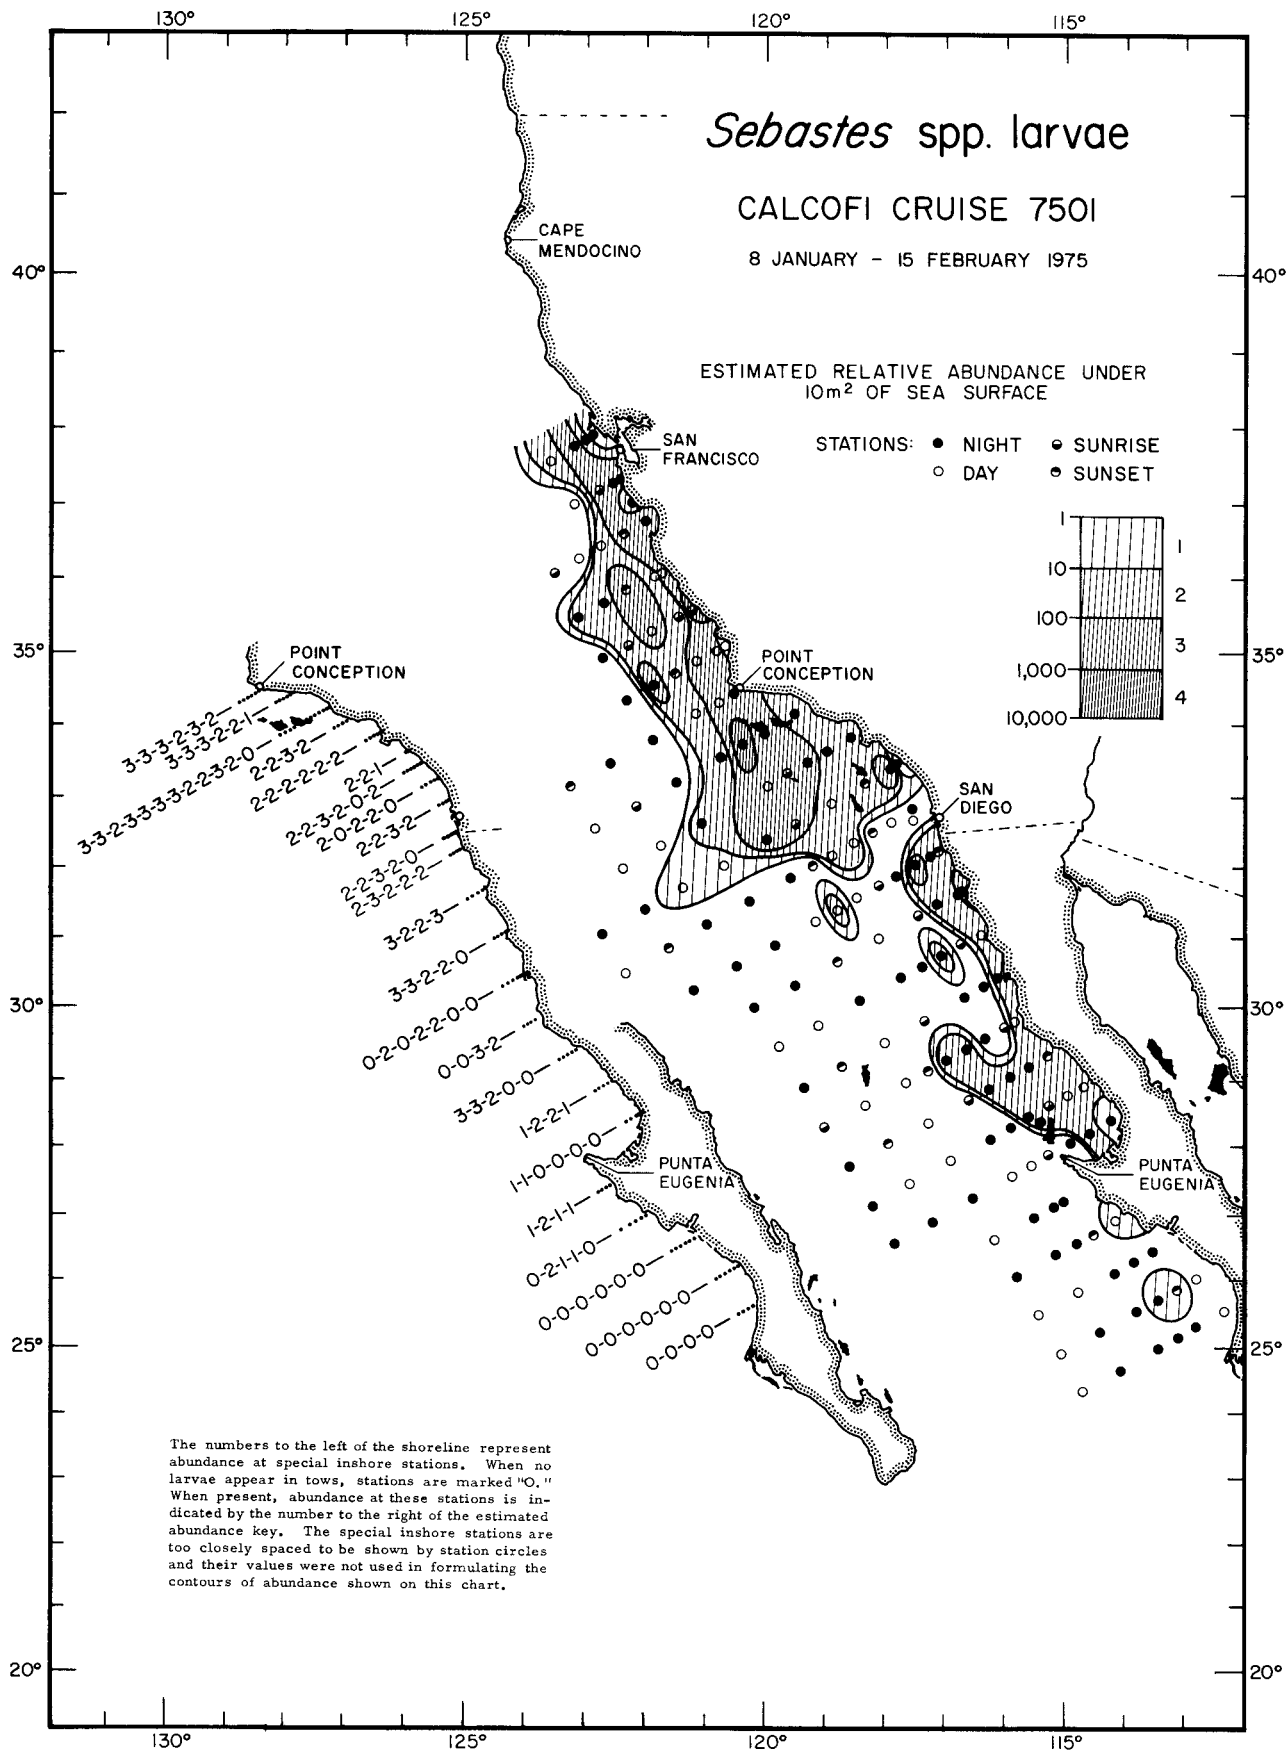 130° 125° 120° 115°
Sebastes spp. larvae
CALCOFI CRUISE 7501
8 JANUARY - 15 FEBRUARY 1975
CAPE
MENDOCINO
40° 40°
ESTIMATED RELATIVE ABUNDANCE UNDER
10m² OF SEA SURFACE
STATIONS: ● NIGHT SUNRISE
○ DAY SUNSET
SAN
FRANCISCO
1
1
10
2
100
3
1,000
4
10,000
35° 35°
POINT
CONCEPTION
POINT
CONCEPTION
3-3-3-2-3-2
3-3-3-2-2-1
3-3-2-3-3-3-3-2-2-3-2-0
2-2-3-2
2-2-2-2-2-2
2-2-1
2-2-3-2-0-2
2-0-2-2-0
2-2-3-2
2-2-3-2-0
2-3-2-2-2
3-2-2-3
3-3-2-2-0
0-2-0-2-2-0-0
0-0-3-2
3-3-2-0-0
1-2-2-1
1-1-0-0-0-0
1-2-1-1
0-2-1-1-0
0-0-0-0-0-0
0-0-0-0-0-0
0-0-0-0
SAN
DIEGO
30° 30°
PUNTA
EUGENIA
PUNTA
EUGENIA
25° 25°
The numbers to the left of the shoreline represent
abundance at special inshore stations. When no
larvae appear in tows, stations are marked "O."
When present, abundance at these stations is in-
dicated by the number to the right of the estimated
abundance key. The special inshore stations are
too closely spaced to be shown by station circles
and their values were not used in formulating the
contours of abundance shown on this chart.
20° 20°
130° 125° 120° 115°